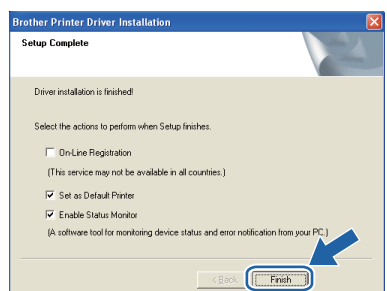 Brother Printer Driver Installation
Setup Complete
Driver installation is finished!
Select the actions to perform when Setup finishes.
On-Line Registration
(This service may not be available in all countries.)
Set as Default Printer
Enable Status Monitor
(A software tool for monitoring device status and error notification from your PC.)
< Back Finish